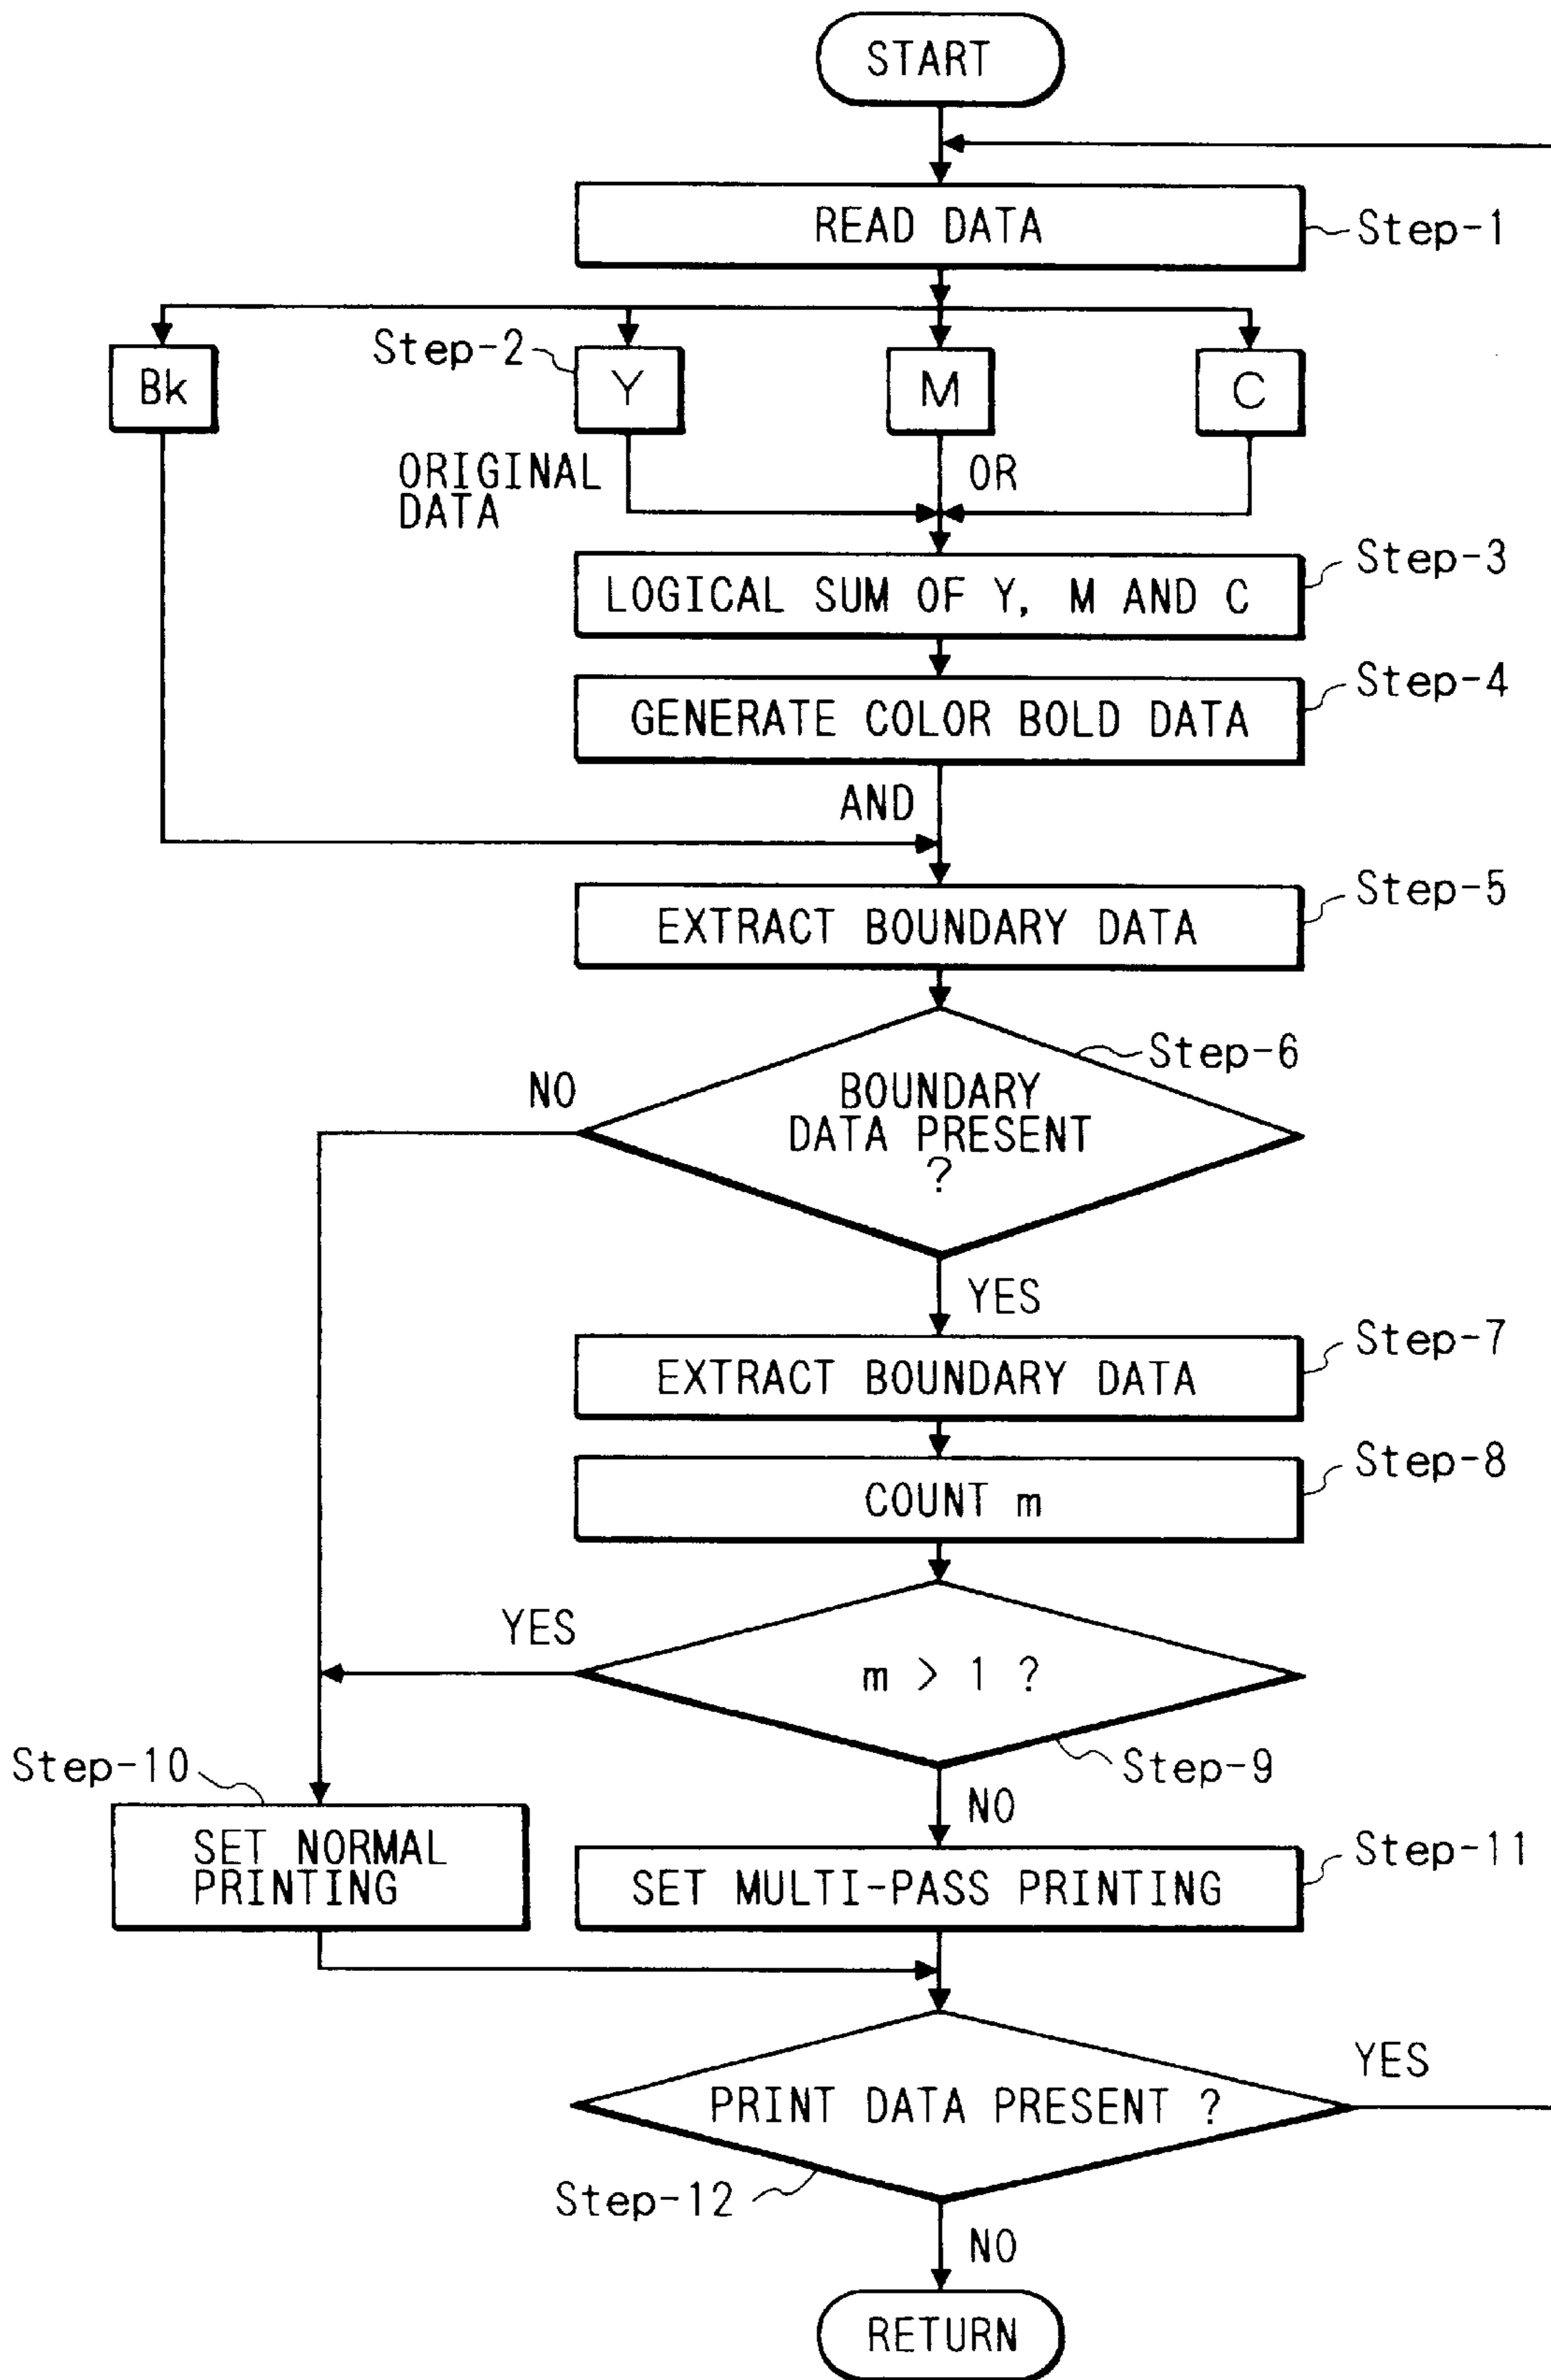 START
READ DATA
Step-1
Step-2
Bk
Y
M
C
ORIGINAL
DATA
OR
Step-3
LOGICAL SUM OF Y, M AND C
Step-4
GENERATE COLOR BOLD DATA
AND
Step-5
EXTRACT BOUNDARY DATA
Step-6
NO
BOUNDARY
DATA PRESENT
?
YES
Step-7
EXTRACT BOUNDARY DATA
Step-8
COUNT m
YES
m > 1 ?
Step-9
Step-10
NO
SET NORMAL
PRINTING
Step-11
SET MULTI-PASS PRINTING
YES
PRINT DATA PRESENT ?
Step-12
NO
RETURN